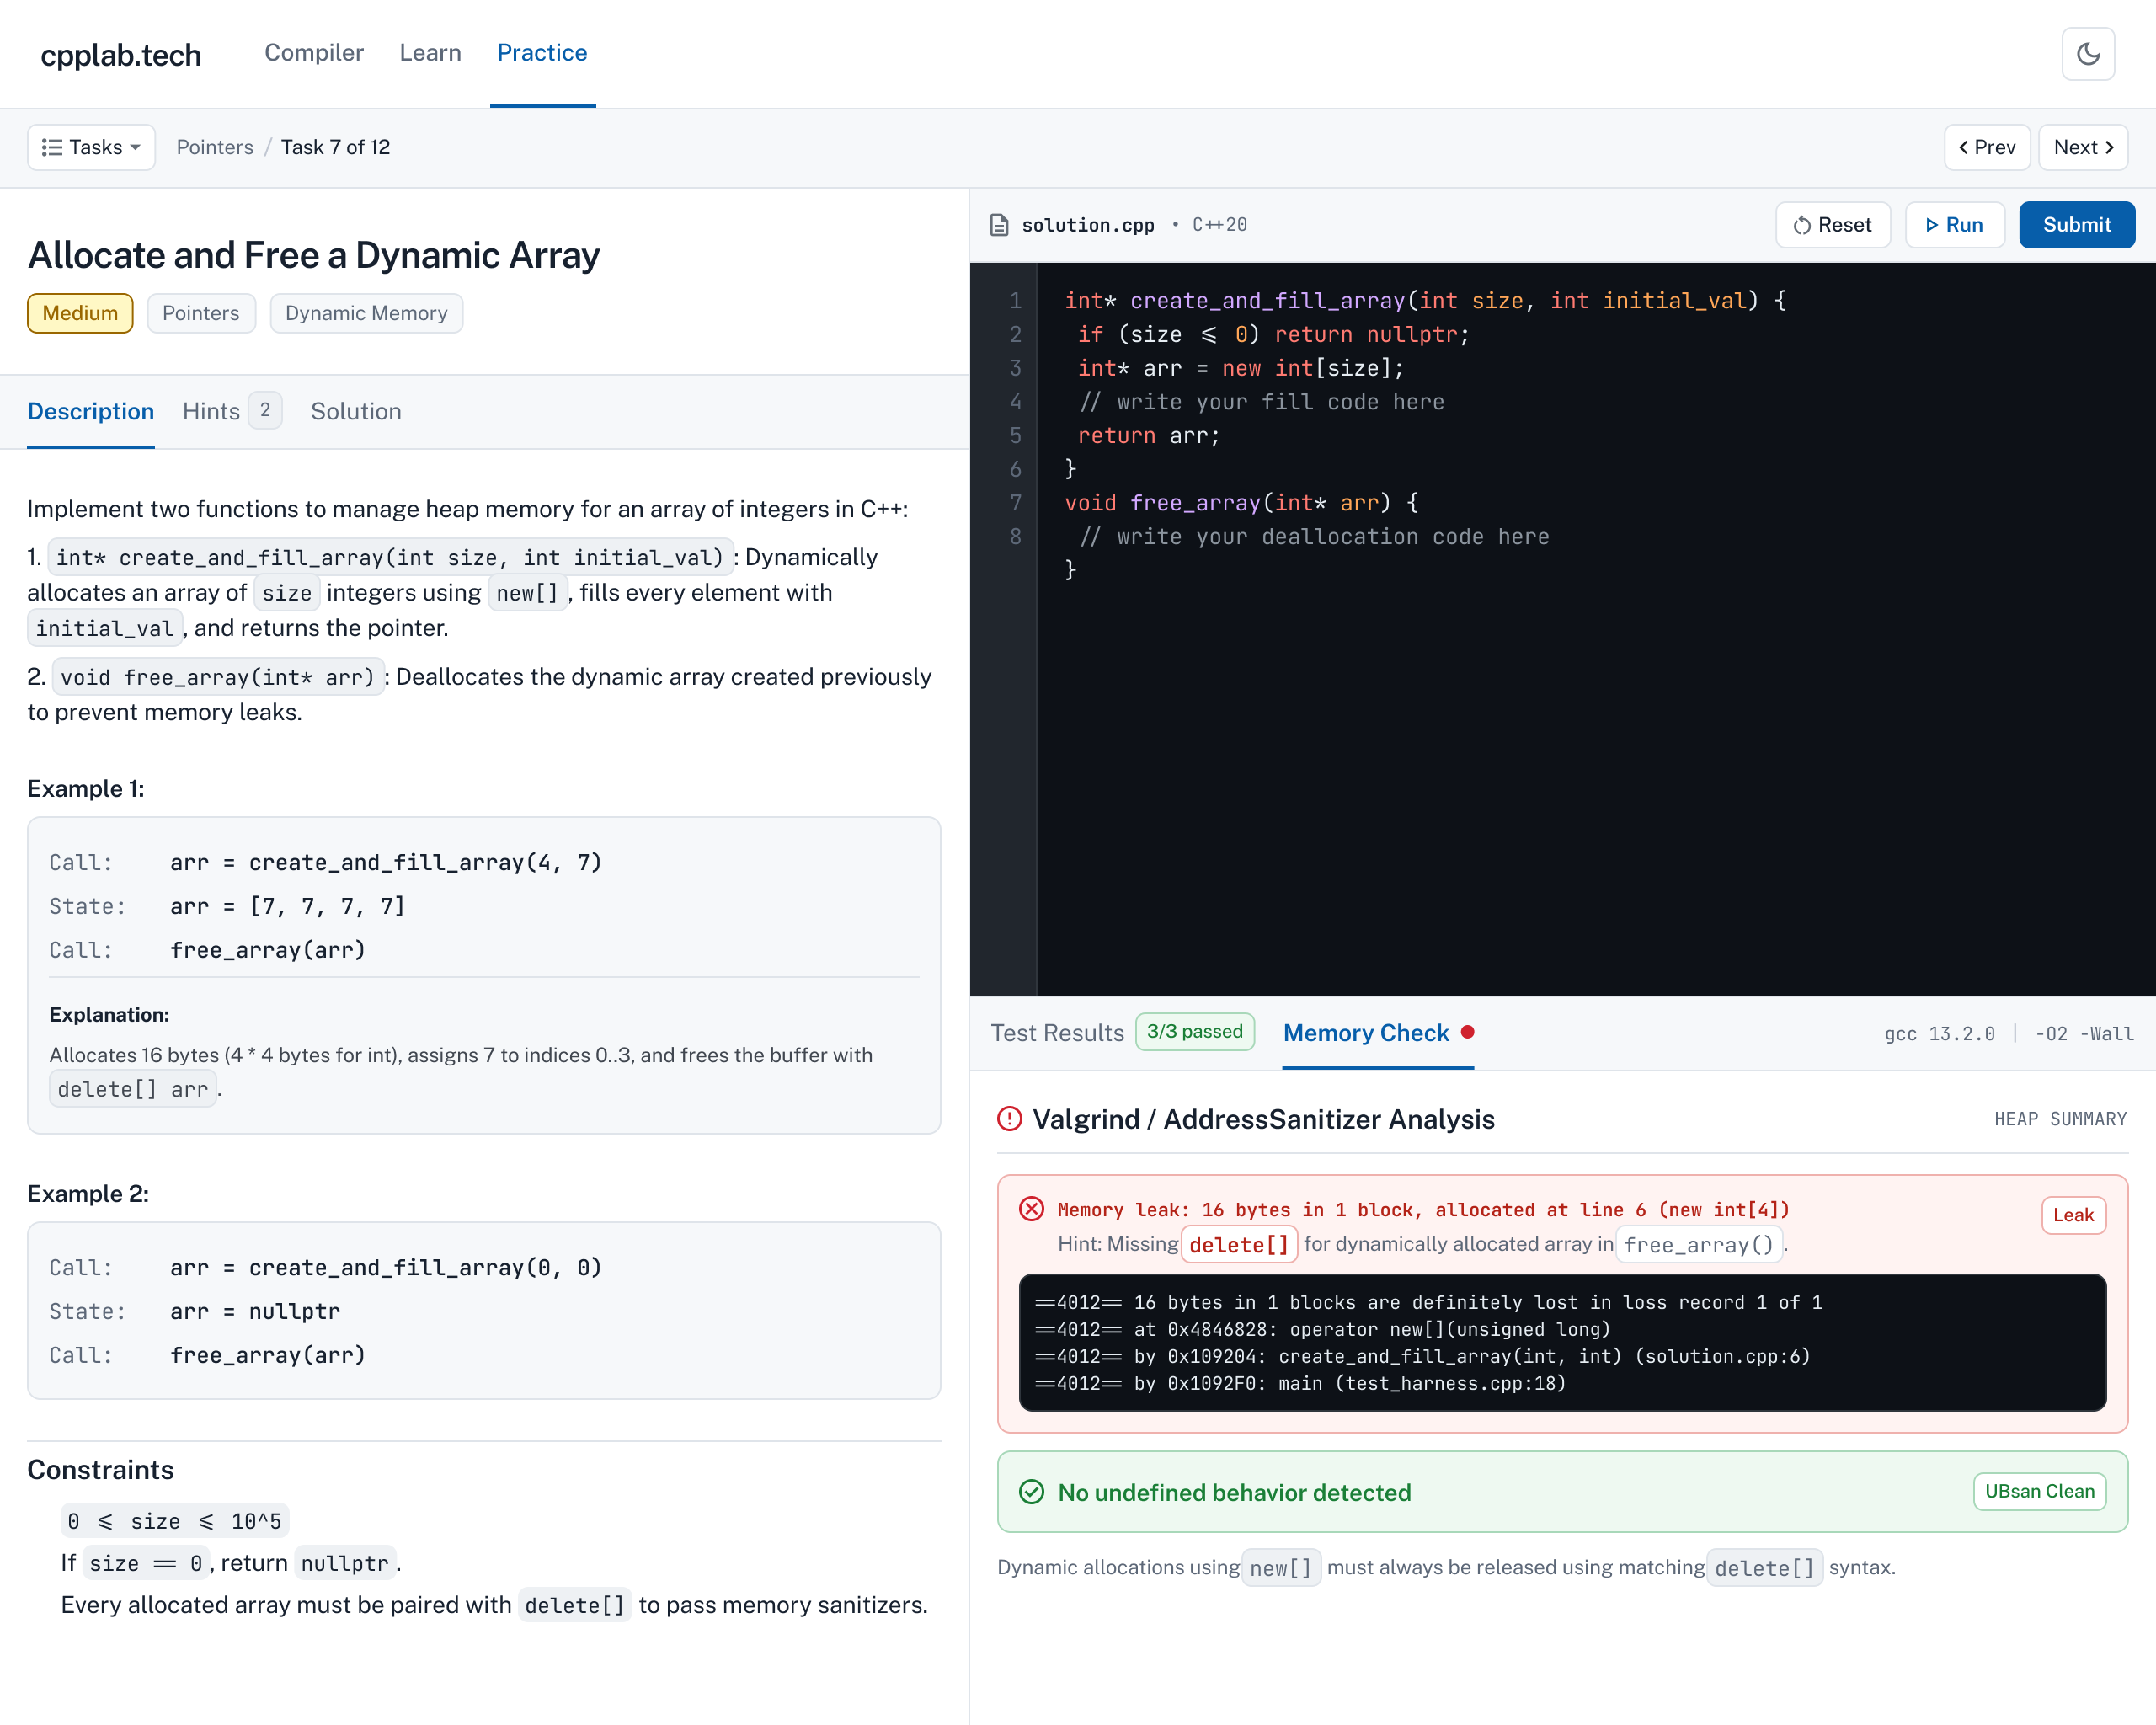 cpplab.tech
Compiler
Learn
Practice
Tasks
Pointers / Task 7 of 12
Prev
Next
Allocate and Free a Dynamic Array
Medium
Pointers
Dynamic Memory
Description
Hints 2
Solution
Implement two functions to manage heap memory for an array of integers in C++:
1. int* create_and_fill_array(int size, int initial_val): Dynamically
allocates an array of size integers using new[], fills every element with
initial_val, and returns the pointer.
2. void free_array(int* arr): Deallocates the dynamic array created previously
to prevent memory leaks.
Example 1:
Call: arr = create_and_fill_array(4, 7)
State: arr = [7, 7, 7, 7]
Call: free_array(arr)
Explanation:
Allocates 16 bytes (4 * 4 bytes for int), assigns 7 to indices 0..3, and frees the buffer with
delete[] arr.
Example 2:
Call: arr = create_and_fill_array(0, 0)
State: arr = nullptr
Call: free_array(arr)
Constraints
0 <= size <= 10^5
If size == 0, return nullptr.
Every allocated array must be paired with delete[] to pass memory sanitizers.
solution.cpp • C++20
Reset
Run
Submit
1 int* create_and_fill_array(int size, int initial_val) {
2 if (size <= 0) return nullptr;
3 int* arr = new int[size];
4 // write your fill code here
5 return arr;
6 }
7 void free_array(int* arr) {
8 // write your deallocation code here
}
Test Results 3/3 passed
Memory Check
gcc 13.2.0 | -O2 -Wall
Valgrind / AddressSanitizer Analysis
HEAP SUMMARY
Memory leak: 16 bytes in 1 block, allocated at line 6 (new int[4])
Leak
Hint: Missing delete[] for dynamically allocated array in free_array().
==4012== 16 bytes in 1 blocks are definitely lost in loss record 1 of 1
==4012== at 0x4846828: operator new[](unsigned long)
==4012== by 0x109204: create_and_fill_array(int, int) (solution.cpp:6)
==4012== by 0x1092F0: main (test_harness.cpp:18)
No undefined behavior detected
UBsan Clean
Dynamic allocations using new[] must always be released using matching delete[] syntax.